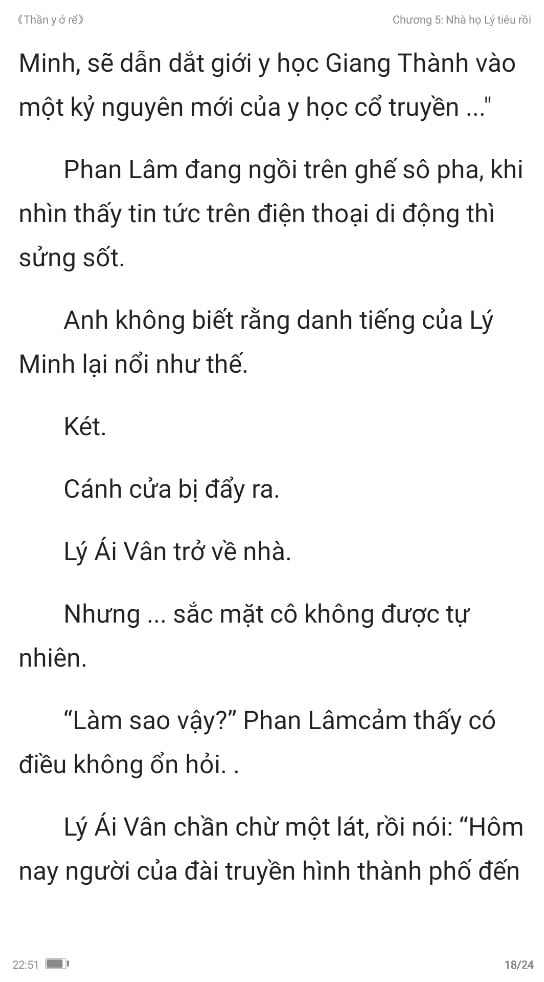 《Thần y ở rể》
Chương 5: Nhà họ Lý tiêu rồi
Minh, sẽ dẫn dắt giới y học Giang Thành vào
một kỷ nguyên mới của y học cổ truyền ..."
Phan Lâm đang ngồi trên ghế sô pha, khi
nhìn thấy tin tức trên điện thoại di động thì
sửng sốt.
Anh không biết rằng danh tiếng của Lý
Minh lại nổi như thế.
Két.
Cánh cửa bị đẩy ra.
Lý Ái Vân trở về nhà.
Nhưng ... sắc mặt cô không được tự
nhiên.
“Làm sao vậy?” Phan Lâmcảm thấy có
điều không ổn hỏi. .
Lý Ái Vân chần chừ một lát, rồi nói: “Hôm
nay người của đài truyền hình thành phố đến
22:51
18/24